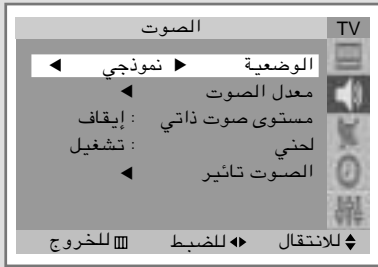 TV
الصوت
الوضعية ◀ نموذجي ▶
معدل الصوت ◀
مستوى صوت ذاتي : إيقاف
لحني : تشغيل
الصوت تائير ◀
للانتقال للضبط للخروج